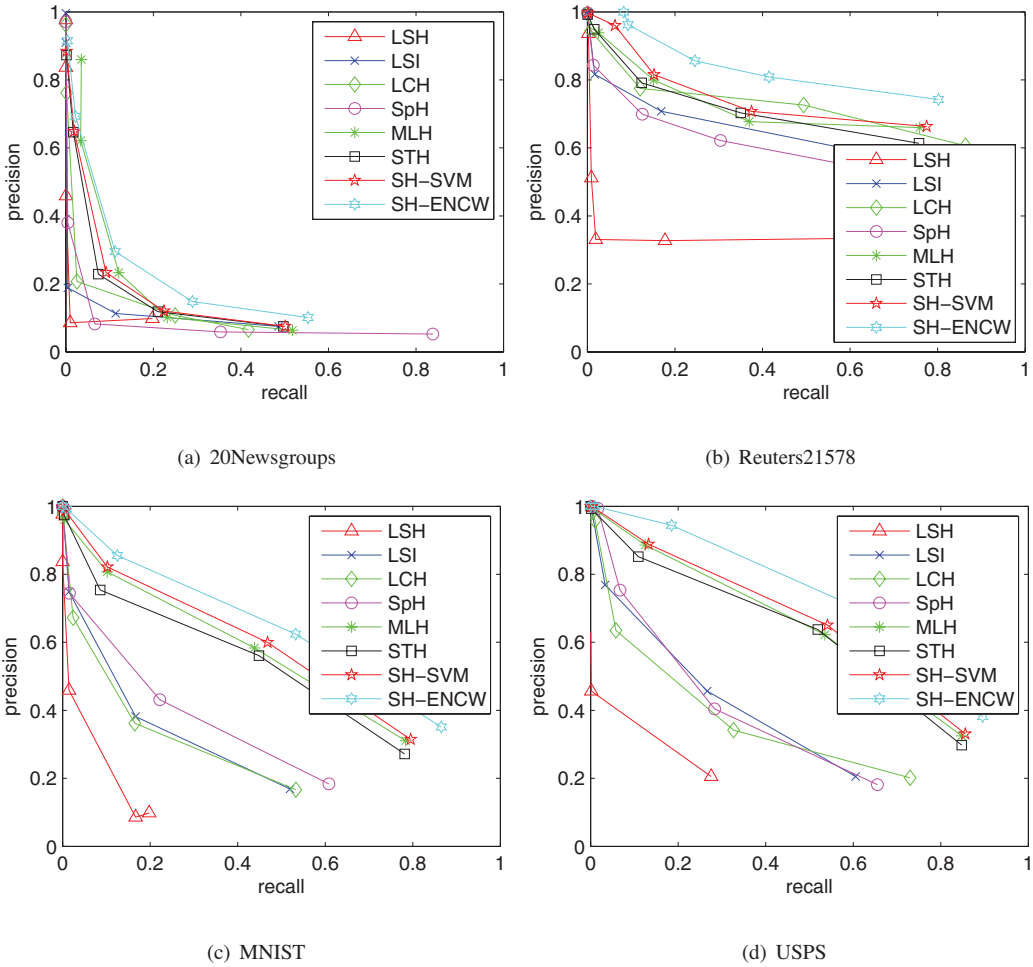 1
0.8
0.6
0.4
0.2
0
0
0.2
0.4
0.6
0.8
1
precision
recall
LSH
LSI
LCH
SpH
MLH
STH
SH−SVM
SH−ENCW
(a) 20Newsgroups
1
0.8
0.6
0.4
0.2
0
0
0.2
0.4
0.6
0.8
1
precision
recall
LSH
LSI
LCH
SpH
MLH
STH
SH−SVM
SH−ENCW
(b) Reuters21578
1
0.8
0.6
0.4
0.2
0
0
0.2
0.4
0.6
0.8
1
precision
recall
LSH
LSI
LCH
SpH
MLH
STH
SH−SVM
SH−ENCW
(c) MNIST
1
0.8
0.6
0.4
0.2
0
0
0.2
0.4
0.6
0.8
1
precision
recall
LSH
LSI
LCH
SpH
MLH
STH
SH−SVM
SH−ENCW
(d) USPS